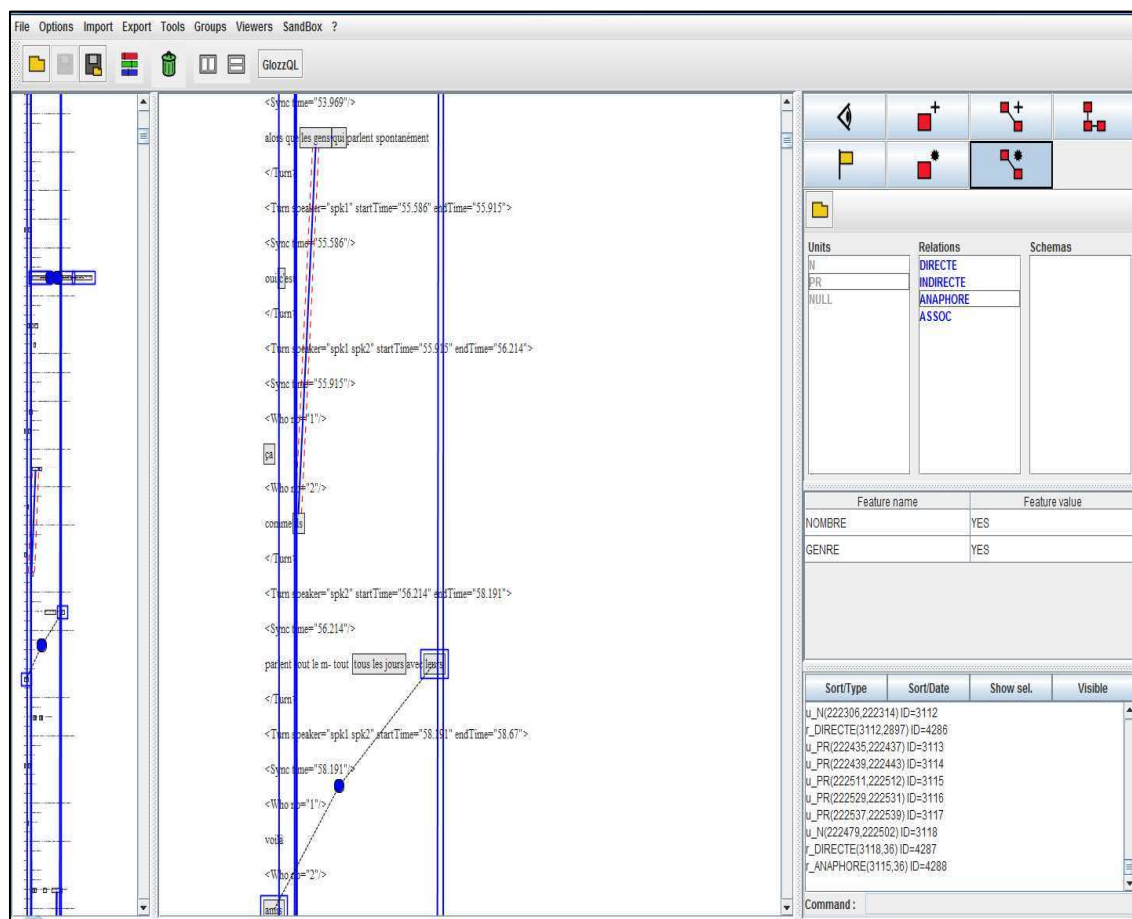 File Options Import Export Tools Groups Viewers SandBox ?
GlozzQL
<Sync time="53.969"/>
alors que les gens qui parlent spontanément
</Turn>
<Turn speaker="spk1" startTime="55.586" endTime="55.915">
<Sync time="55.586"/>
oui c'est
</Turn>
<Turn speaker="spk1 spk2" startTime="55.915" endTime="56.214">
<Sync time="55.915"/>
<Who no="1"/>
ça
<Who no="2"/>
comme ils
</Turn>
<Turn speaker="spk2" startTime="56.214" endTime="58.191">
<Sync time="56.214"/>
parlent tout le m- tout tous les jours avec leurs
</Turn>
<Turn speaker="spk1 spk2" startTime="58.191" endTime="58.67">
<Sync time="58.191"/>
<Who no="1"/>
voilà
<Who no="2"/>
amis
Units Relations Schemas
N DIRECTE
PR INDIRECTE
NULL ANAPHORE
ASSOC
Feature name Feature value
NOMBRE YES
GENRE YES
Sort/Type Sort/Date Show sel. Visible
u_N(222306,222314) ID=3112
r_DIRECTE(3112,2897) ID=4286
u_PR(222435,222437) ID=3113
u_PR(222439,222443) ID=3114
u_PR(222511,222512) ID=3115
u_PR(222529,222531) ID=3116
u_PR(222537,222539) ID=3117
u_N(222479,222502) ID=3118
r_DIRECTE(3118,36) ID=4287
r_ANAPHORE(3115,36) ID=4288
Command :